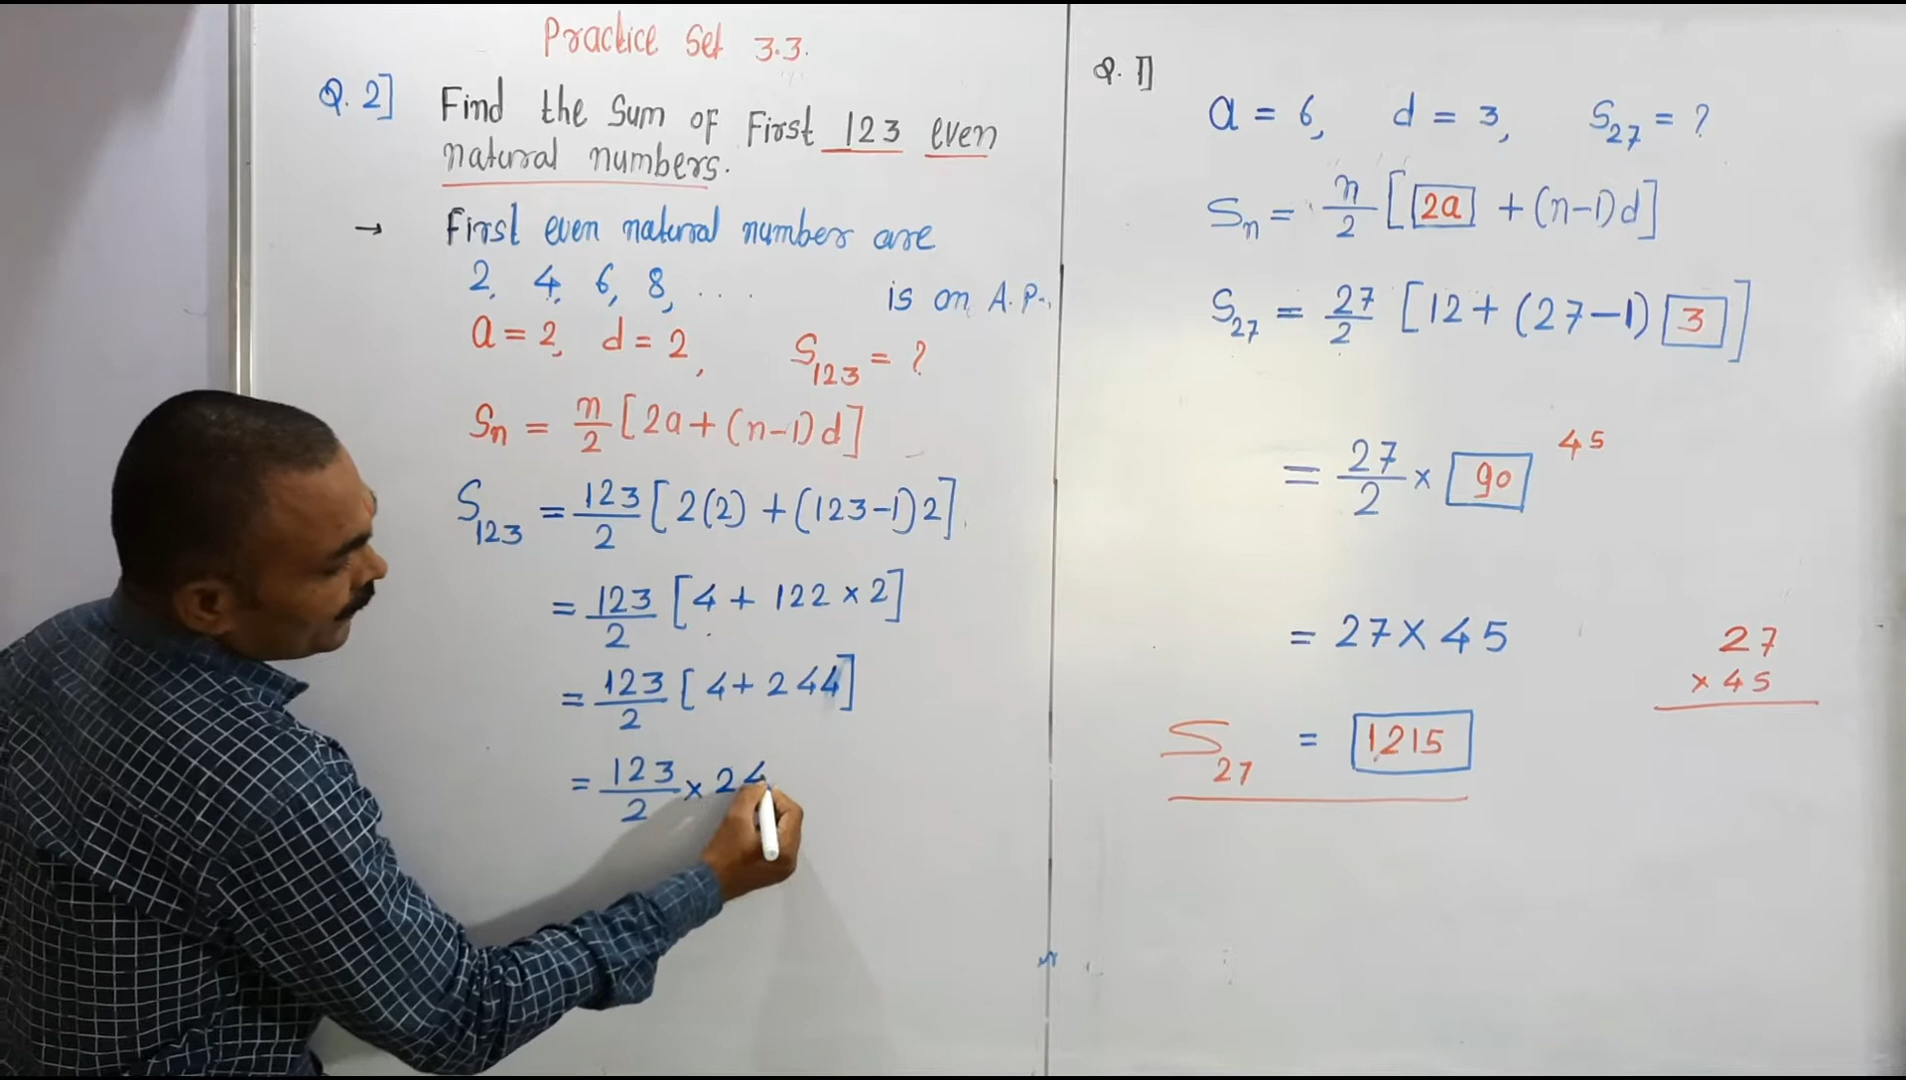 Practice Set 3.3.
Q. 2] Find the Sum of First 123 even
natural numbers.
→ First even natural number are
2, 4, 6, 8, .... is an A.P..
a = 2, d = 2, S₁₂₃ = ?
Sₙ = n/2 [2a + (n-1)d]
S₁₂₃ = 123/2 [2(2) + (123-1)2]
= 123/2 [4 + 122 × 2]
= 123/2 [4 + 244]
= 123/2 × 24
Q. 1]
a = 6, d = 3, S₂₇ = ?
Sₙ = n/2 [2a + (n-1)d]
S₂₇ = 27/2 [12 + (27-1) 3]
= 27/2 × 90 45
= 27 × 45
27
× 45
S₂₇ = 1215